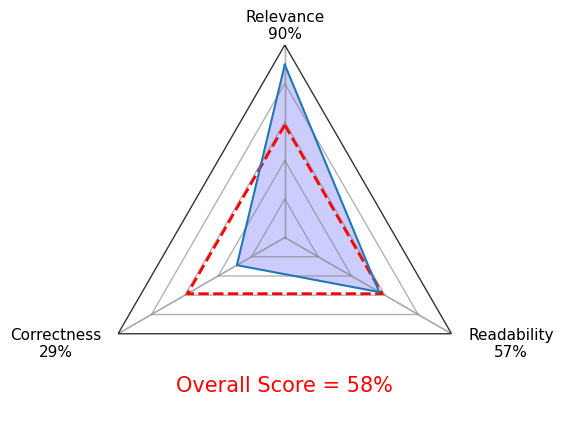 Relevance
90%
Correctness
29%
Readability
57%
Overall Score = 58%